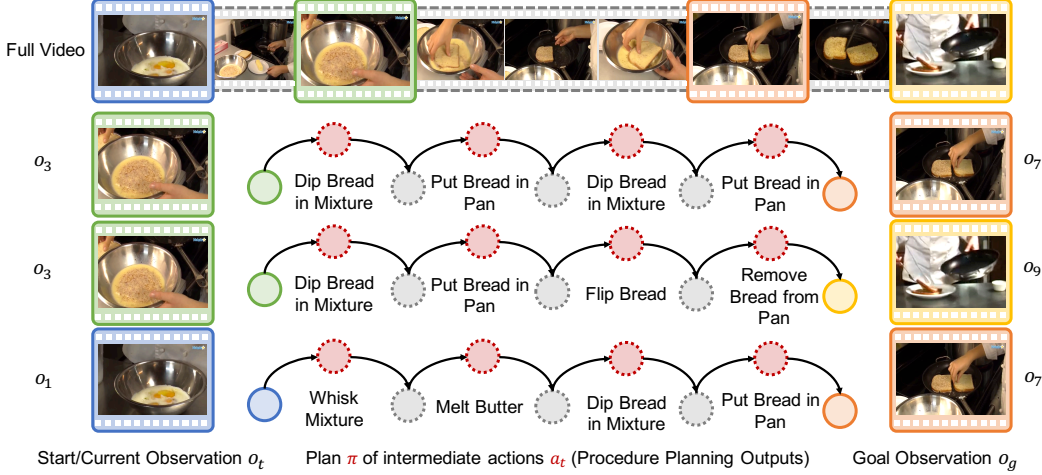 Full Video
o₃
Dip Bread
in Mixture
Put Bread in
Pan
Dip Bread
in Mixture
Put Bread in
Pan
o₇
o₃
Dip Bread
in Mixture
Put Bread in
Pan
Flip Bread
Remove
Bread from
Pan
o₉
o₁
Whisk
Mixture
Melt Butter
Dip Bread
in Mixture
Put Bread in
Pan
o₇
Start/Current Observation oₜ
Plan π of intermediate actions aₜ (Procedure Planning Outputs)
Goal Observation o_g